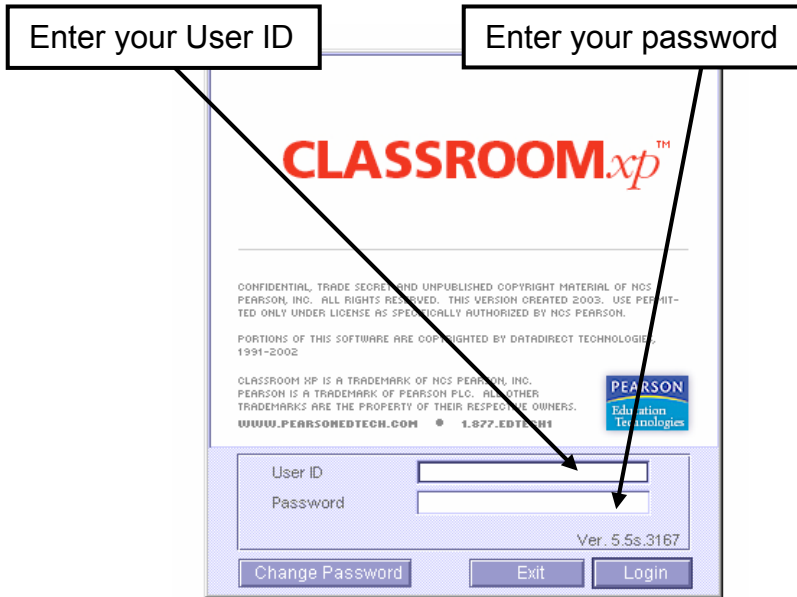 Enter your User ID
Enter your password
CLASSROOMxp™
CONFIDENTIAL, TRADE SECRET AND UNPUBLISHED COPYRIGHT MATERIAL OF NCS
PEARSON, INC. ALL RIGHTS RESERVED. THIS VERSION CREATED 2003. USE PERMIT-
TED ONLY UNDER LICENSE AS SPECIFICALLY AUTHORIZED BY NCS PEARSON.
PORTIONS OF THIS SOFTWARE ARE COPYRIGHTED BY DATADIRECT TECHNOLOGIES,
1991-2002
CLASSROOM XP IS A TRADEMARK OF NCS PEARSON, INC.
PEARSON IS A TRADEMARK OF PEARSON PLC. ALL OTHER
TRADEMARKS ARE THE PROPERTY OF THEIR RESPECTIVE OWNERS.
WWW.PEARSONEDTECH.COM • 1.877.EDTECH1
PEARSON
Education
Technologies
User ID
Password
Ver. 5.5s.3167
Change Password
Exit
Login